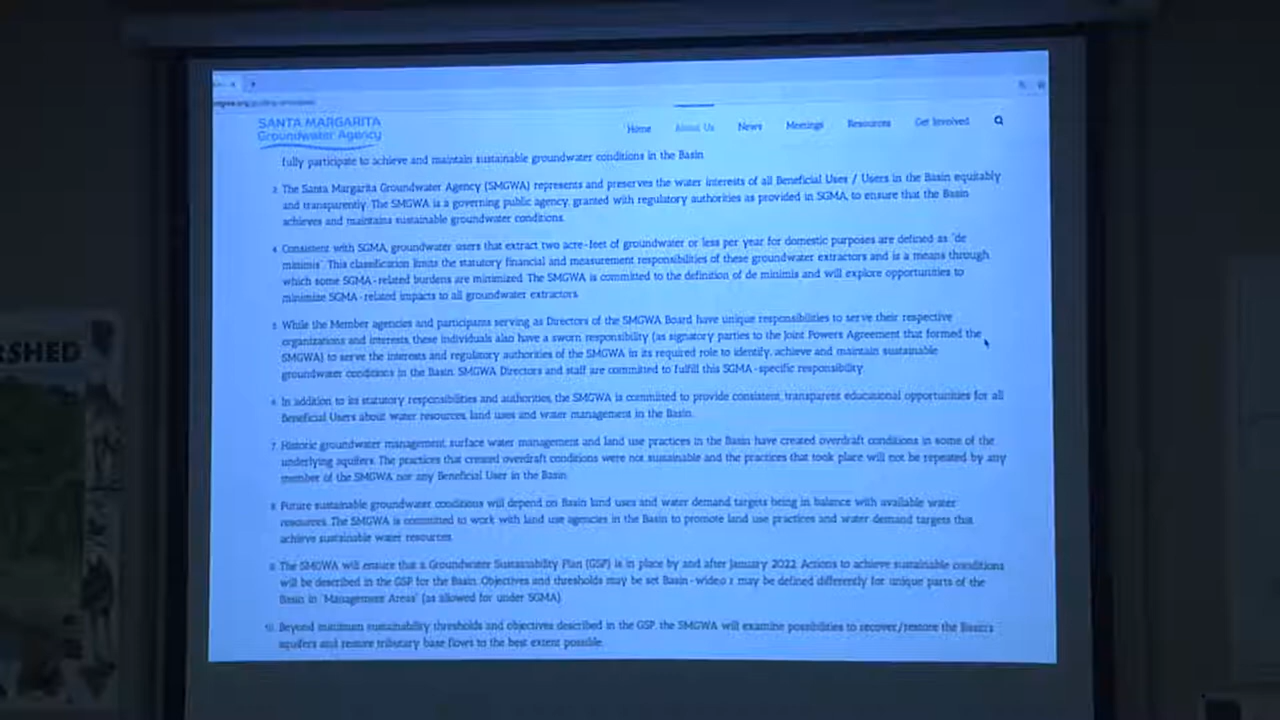 RSHED
SANTA MARGARITA
Groundwater Agency
Home About Us News Meetings Resources Get Involved
fully participate to achieve and maintain sustainable groundwater conditions in the Basin
3. The Santa Margarita Groundwater Agency (SMGWA) represents and preserves the water interests of all Beneficial Uses / Users in the Basin equitably
and transparently. The SMGWA is a governing public agency, granted with regulatory authorities as provided in SGMA, to ensure that the Basin
achieves and maintains sustainable groundwater conditions.
4. Consistent with SGMA, groundwater users that extract two acre-feet of groundwater or less per year for domestic purposes are defined as "de
minimis". This classification limits the statutory financial and measurement responsibilities of these groundwater extractors and is a means through
which some SGMA-related burdens are minimized. The SMGWA is committed to the definition of de minimis and will explore opportunities to
minimize SGMA-related impacts to all groundwater extractors.
5. While the Member agencies and participants serving as Directors of the SMGWA Board have unique responsibilities to serve their respective
organizations and interests, these individuals also have a sworn responsibility (as signatory parties to the Joint Powers Agreement that formed the
SMGWA) to serve the interests and regulatory authorities of the SMGWA in its required role to identify, achieve and maintain sustainable
groundwater conditions in the Basin. SMGWA Directors and staff are committed to fulfill this SGMA-specific responsibility.
6. In addition to its statutory responsibilities and authorities, the SMGWA is committed to provide consistent, transparent educational opportunities for all
Beneficial Users about water resources, land uses and water management in the Basin.
7. Historic groundwater management, surface water management and land use practices in the Basin have created overdraft conditions in some of the
underlying aquifers. The practices that created overdraft conditions were not sustainable and the practices that took place will not be repeated by any
member of the SMGWA nor any Beneficial User in the Basin.
8. Future sustainable groundwater conditions will depend on Basin land uses and water demand targets being in balance with available water
resources. The SMGWA is committed to work with land use agencies in the Basin to promote land use practices and water demand targets that
achieve sustainable water resources.
9. The SMGWA will ensure that a Groundwater Sustainability Plan (GSP) is in place by and after January 2022. Actions to achieve sustainable conditions
will be described in the GSP for the Basin. Objectives and thresholds may be set Basin-wideo r may be defined differently for unique parts of the
Basin in "Management Areas" (as allowed for under SGMA).
10. Beyond minimum sustainability thresholds and objectives described in the GSP, the SMGWA will examine possibilities to recover/restore the Basin's
aquifers and restore tributary base flows to the best extent possible.